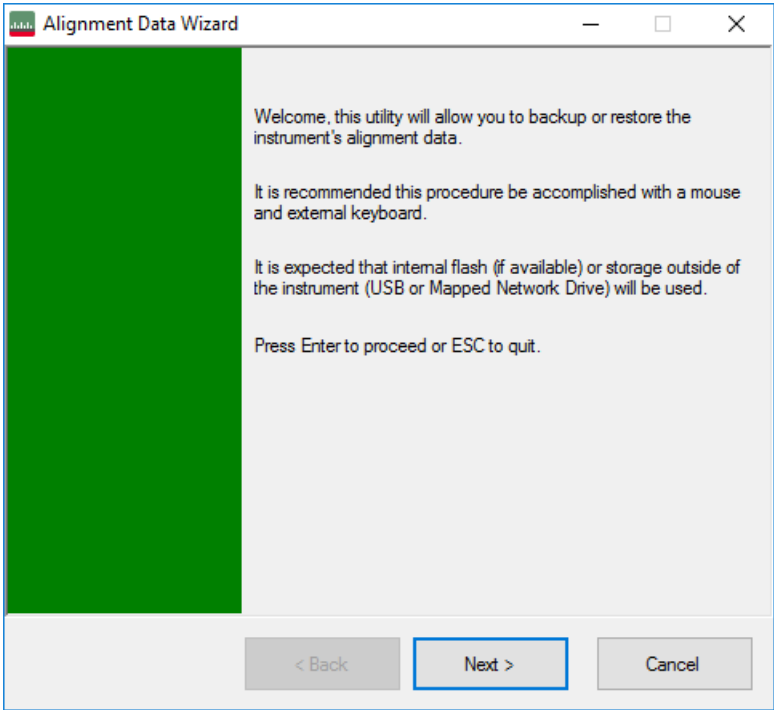 Alignment Data Wizard
Welcome, this utility will allow you to backup or restore the
instrument's alignment data.
It is recommended this procedure be accomplished with a mouse
and external keyboard.
It is expected that internal flash (if available) or storage outside of
the instrument (USB or Mapped Network Drive) will be used.
Press Enter to proceed or ESC to quit.
< Back
Next >
Cancel